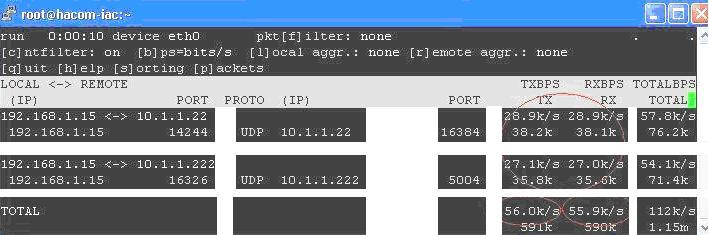 root@hacom-iac:~
run 0:00:10 device eth0 pkt[f]ilter: none . .
[c]ntfilter: on [b]ps=bits/s [l]ocal aggr.: none [r]emote aggr.: none
[q]uit [h]elp [s]orting [p]ackets
LOCAL <-> REMOTE TXBPS RXBPS TOTALBPS
(IP) PORT PROTO (IP) PORT TX RX TOTAL
192.168.1.15 <-> 10.1.1.22 28.9k/s 28.9k/s 57.8k/s
192.168.1.15 14244 UDP 10.1.1.22 16384 38.2k 38.1k 76.2k
192.168.1.15 <-> 10.1.1.222 27.1k/s 27.0k/s 54.1k/s
192.168.1.15 16326 UDP 10.1.1.222 5004 35.8k 35.6k 71.4k
TOTAL 56.0k/s 55.9k/s 112k/s
591k 590k 1.15m